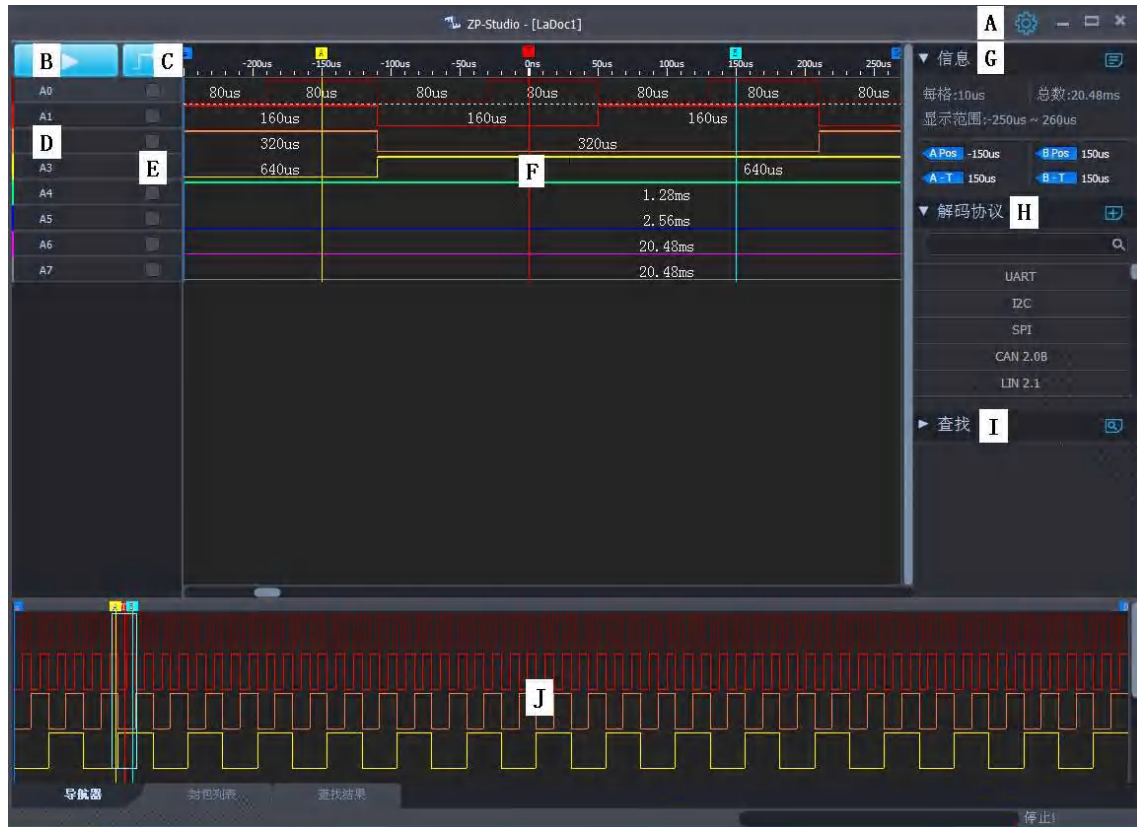 ZP-Studio - [LaDoc1] A
B C
A0
A1
D
A3 E
A4
A5
A6
A7
A T
-200us -150us -100us -50us 0ns 50us 100us 150us 200us 250us
80us 80us 80us 80us 80us 80us 80us
160us 160us 160us
320us 320us
640us F 640us
1.28ms
2.56ms
20.48ms
20.48ms
信息 G
每格:10us 总数:20.48ms
显示范围:-250us ~ 260us
A Pos -150us B Pos 150us
A - T 150us B - T 150us
解码协议 H
UART
I2C
SPI
CAN 2.0B
LIN 2.1
查找 I
J
导航器 封包列表 查找结果
停止!